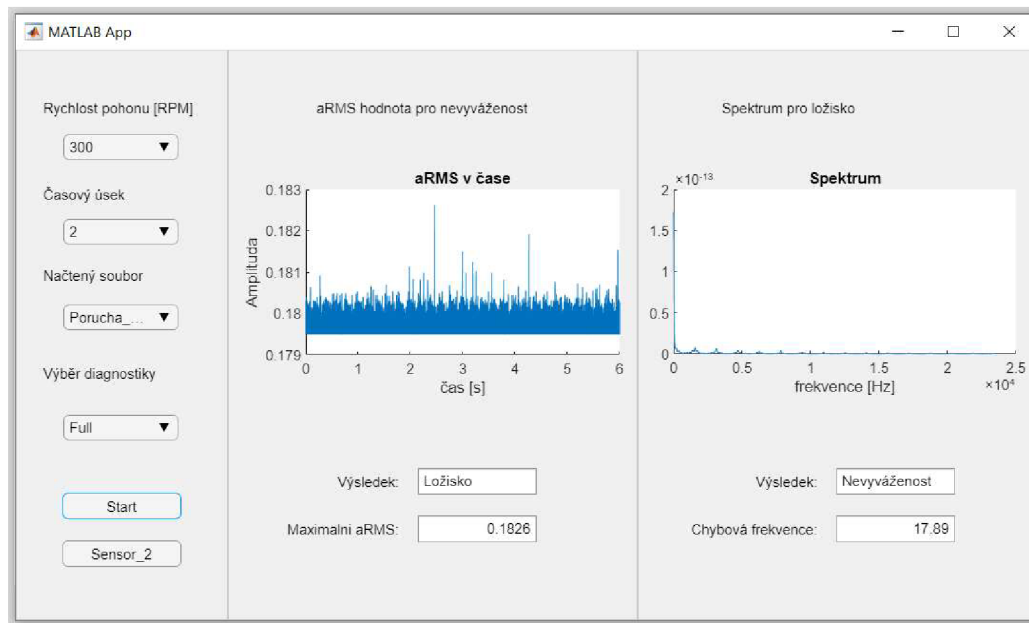 MATLAB App
Rychlost pohonu [RPM]
300
Časový úsek
2
Načtený soubor
Porucha_...
Výběr diagnostiky
Full
Start
Sensor_2
aRMS hodnota pro nevyváženost
aRMS v čase
0.183
0.182
0.181
0.18
0.179
Amplituda
0 1 2 3 4 5 6
čas [s]
Výsledek: Ložisko
Maximalni aRMS: 0.1826
Spektrum pro ložisko
×10⁻¹³
Spektrum
2
1.5
1
0.5
0
0 0.5 1 1.5 2 2.5
frekvence [Hz]
×10⁴
Výsledek: Nevyváženost
Chybová frekvence: 17.89